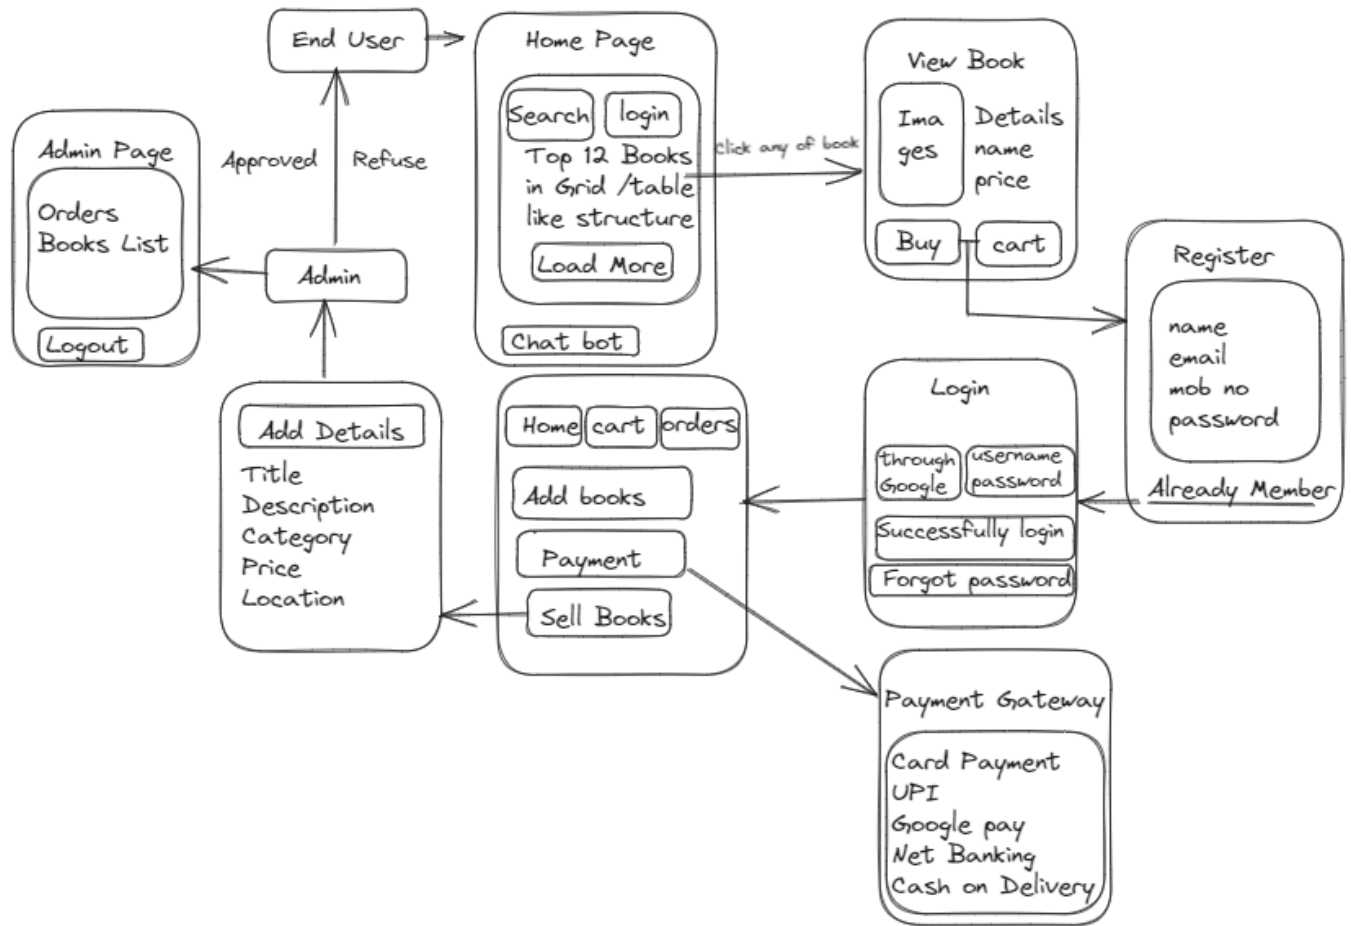 End User
Home Page
Search
login
Top 12 Books
in Grid /table
like structure
Load More
Chat bot
Click any of book
View Book
Ima
ges
Details
name
price
Buy
cart
Admin Page
Orders
Books List
Logout
Approved
Refuse
Admin
Register
name
email
mob no
password
Already Member
Login
through
Google
username
password
Successfully login
Forgot password
Home
cart
orders
Add books
Payment
Sell Books
Add Details
Title
Description
Category
Price
Location
Payment Gateway
Card Payment
UPI
Google pay
Net Banking
Cash on Delivery